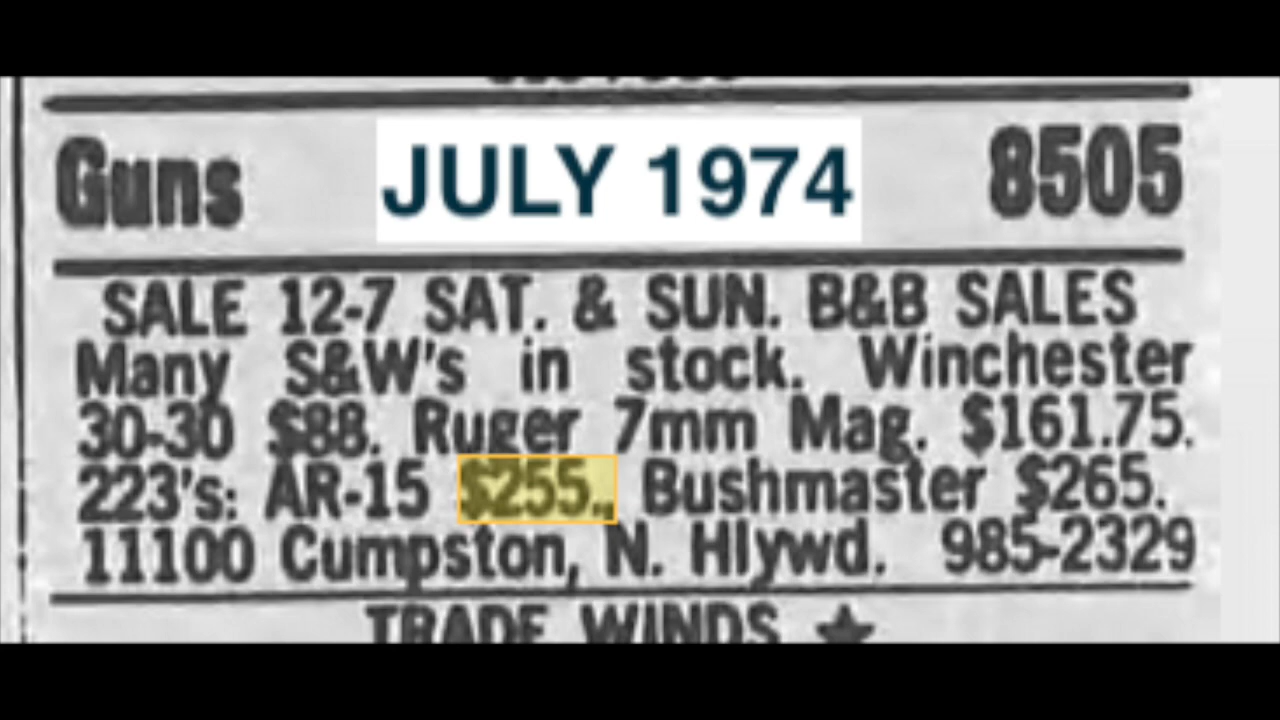 Guns JULY 1974 8505
SALE 12-7 SAT. & SUN. B&B SALES
Many S&W's in stock. Winchester
30-30 $88. Ruger 7mm Mag. $161.75.
223's: AR-15 $255., Bushmaster $265.
11100 Cumpston, N. Hlywd. 985-2329
TRADE WINDS ★